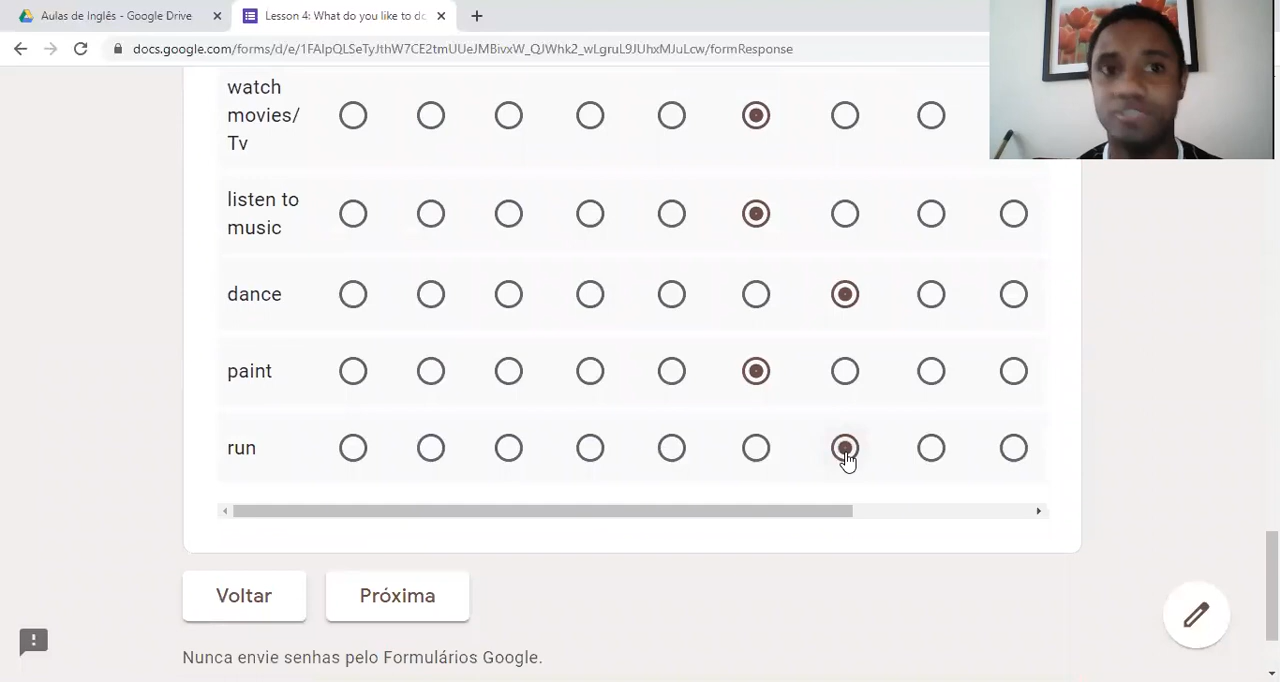 Aulas de Inglês - Google Drive
Lesson 4: What do you like to do
docs.google.com/forms/d/e/1FAIpQLSeTyJthW7CE2tmUUeJMBivxW_QJWhk2_wLgruL9JUhxMJuLcw/formResponse
watch
movies/
Tv
listen to
music
dance
paint
run
Voltar
Próxima
Nunca envie senhas pelo Formulários Google.